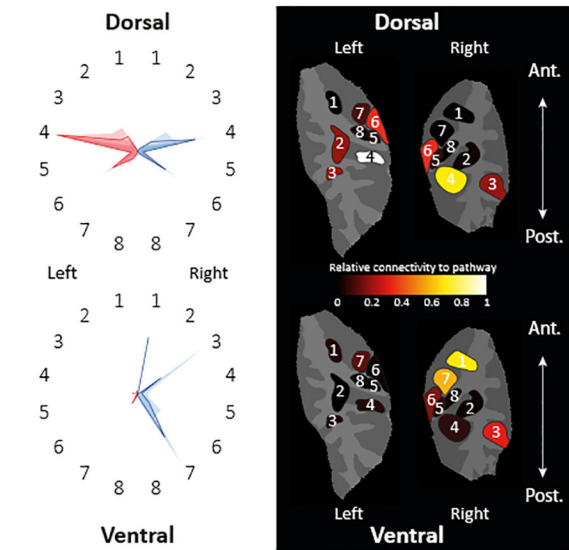 Dorsal
1 1
2 2
3 3
4 4
5 5
6 6
7 7
8 8
Left Right
1 1
2 2
3 3
4 4
5 5
6 6
7 7
8 8
Ventral
Dorsal
Left Right
Ant.
1 7 6 8 5 2 4 3
1 7 8 6 5 2 4 3
Post.
Relative connectivity to pathway
0 0.2 0.4 0.6 0.8 1
Ant.
1 7 6 8 5 2 4 3
1 7 6 8 5 2 4 3
Post.
Left Right
Ventral